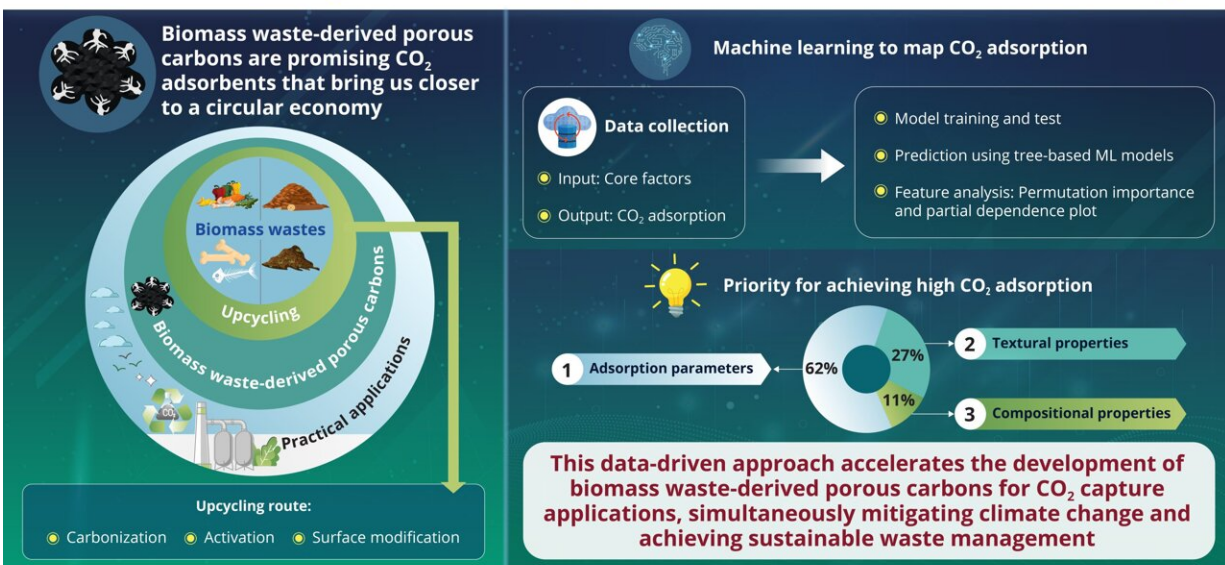 Biomass waste-derived porous
carbons are promising CO₂
adsorbents that bring us closer
to a circular economy
Biomass wastes
Upcycling
Biomass waste-derived porous carbons
Practical applications
CO₂
Upcycling route:
Carbonization
Activation
Surface modification
Machine learning to map CO₂ adsorption
Data collection
Input: Core factors
Output: CO₂ adsorption
Model training and test
Prediction using tree-based ML models
Feature analysis: Permutation importance
and partial dependence plot
Priority for achieving high CO₂ adsorption
1 Adsorption parameters
62%
27%
11%
2 Textural properties
3 Compositional properties
This data-driven approach accelerates the development of
biomass waste-derived porous carbons for CO₂ capture
applications, simultaneously mitigating climate change and
achieving sustainable waste management